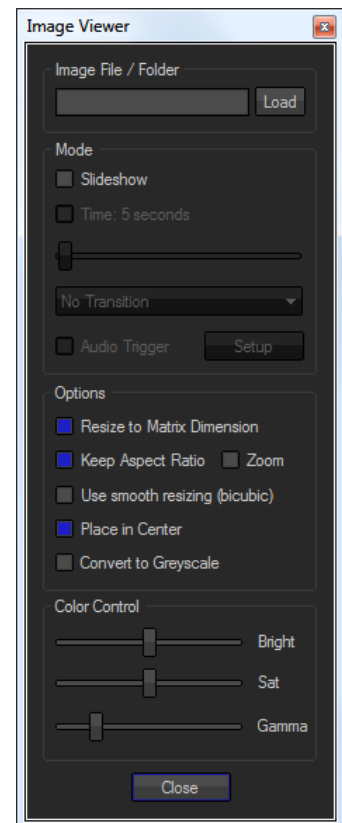 Image Viewer
Image File / Folder
Load
Mode
Slideshow
Time: 5 seconds
No Transition
Audio Trigger Setup
Options
Resize to Matrix Dimension
Keep Aspect Ratio Zoom
Use smooth resizing (bicubic)
Place in Center
Convert to Greyscale
Color Control
Bright
Sat
Gamma
Close